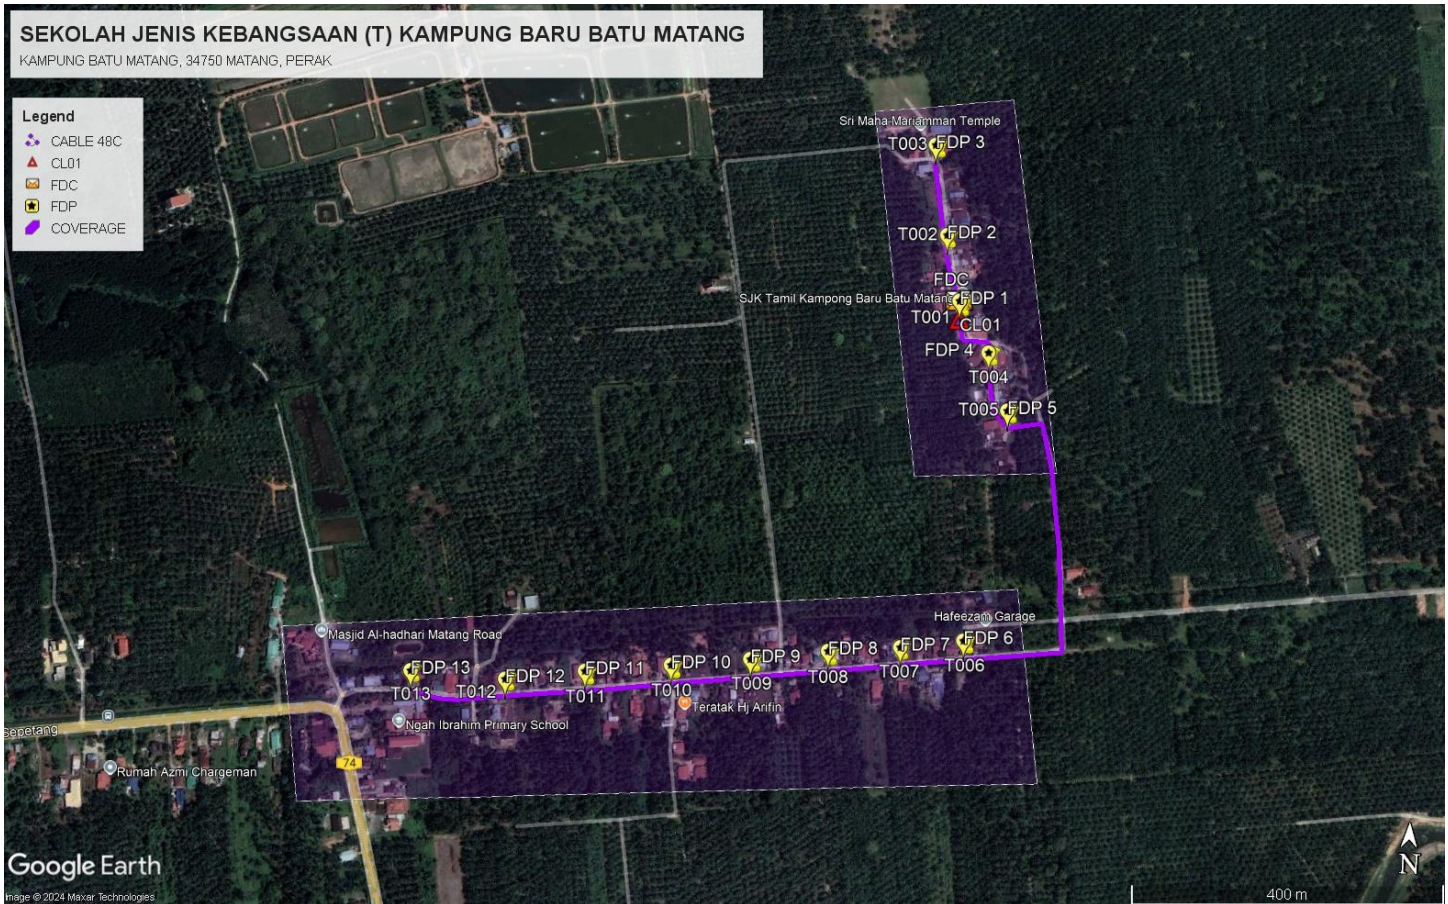 SEKOLAH JENIS KEBANGSAAN (T) KAMPUNG BARU BATU MATANG
KAMPUNG BATU MATANG, 34750 MATANG, PERAK
Legend
CABLE 48C
CL01
FDC
FDP
COVERAGE
Sri Maha Mariamman Temple
T003 FDP 3
T002 FDP 2
FDC
SJK Tamil Kampong Baru Batu Matang FDP 1
T001 CL01
FDP 4
T004
T005 FDP 5
Hafeezam Garage
Masjid Al-hadhari Matang Road
FDP 6
FDP 7
FDP 8
FDP 9
FDP 10
FDP 11
FDP 12
FDP 13
T006
T007
T008
T009
T010
T011
T012
T013
Teratak Hj Arifin
Ngah Ibrahim Primary School
Sepetang
74
Rumah Azmi Chargeman
Google Earth
Image © 2024 Maxar Technologies
N
400 m